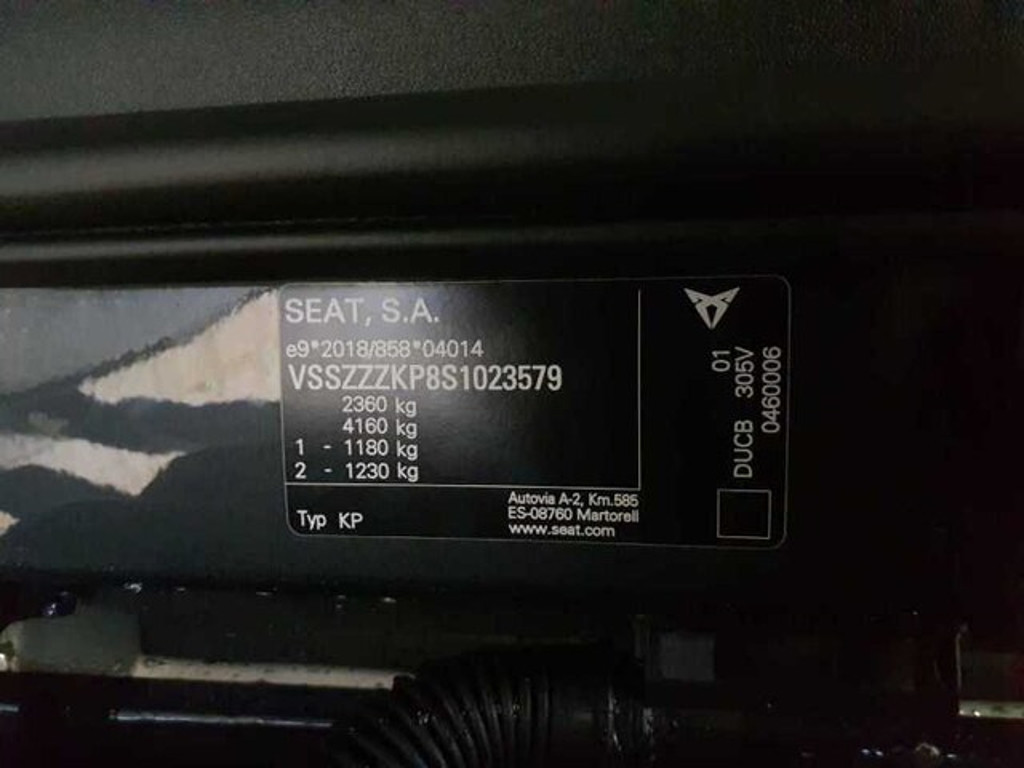 SEAT, S.A.
e9*2018/858*04014
VSSZZZKP8S1023579
2360 kg
4160 kg
1 - 1180 kg
2 - 1230 kg
Typ KP
Autovia A-2, Km.585
ES-08760 Martorell
www.seat.com
01
DUCB 305V
0460006